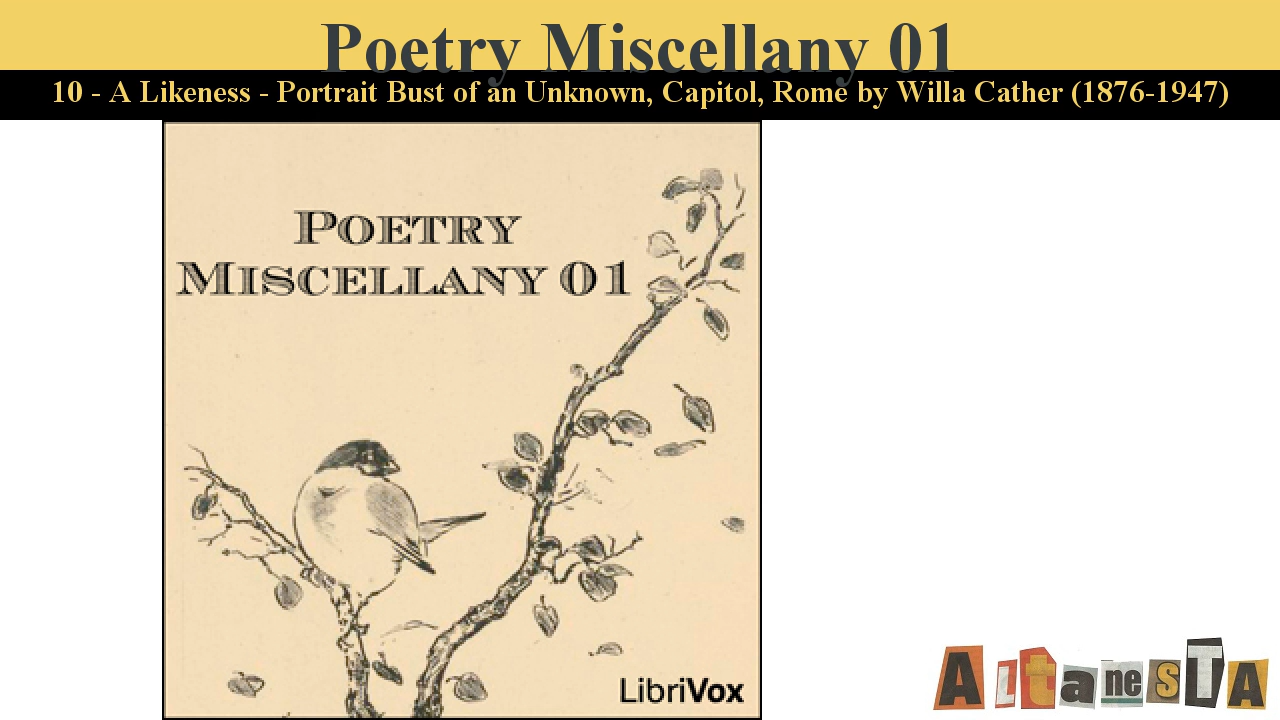 Poetry Miscellany 01
10 - A Likeness - Portrait Bust of an Unknown, Capitol, Rome by Willa Cather (1876-1947)
POETRY
MISCELLANY 01
LibriVox
AltanesTA